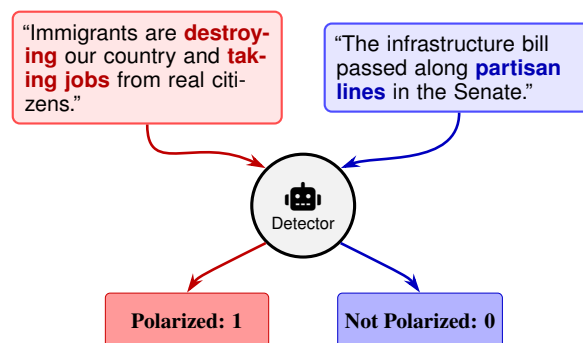 “Immigrants are destroy-
ing our country and tak-
ing jobs from real citi-
zens.”
“The infrastructure bill
passed along partisan
lines in the Senate.”
Detector
Polarized: 1
Not Polarized: 0